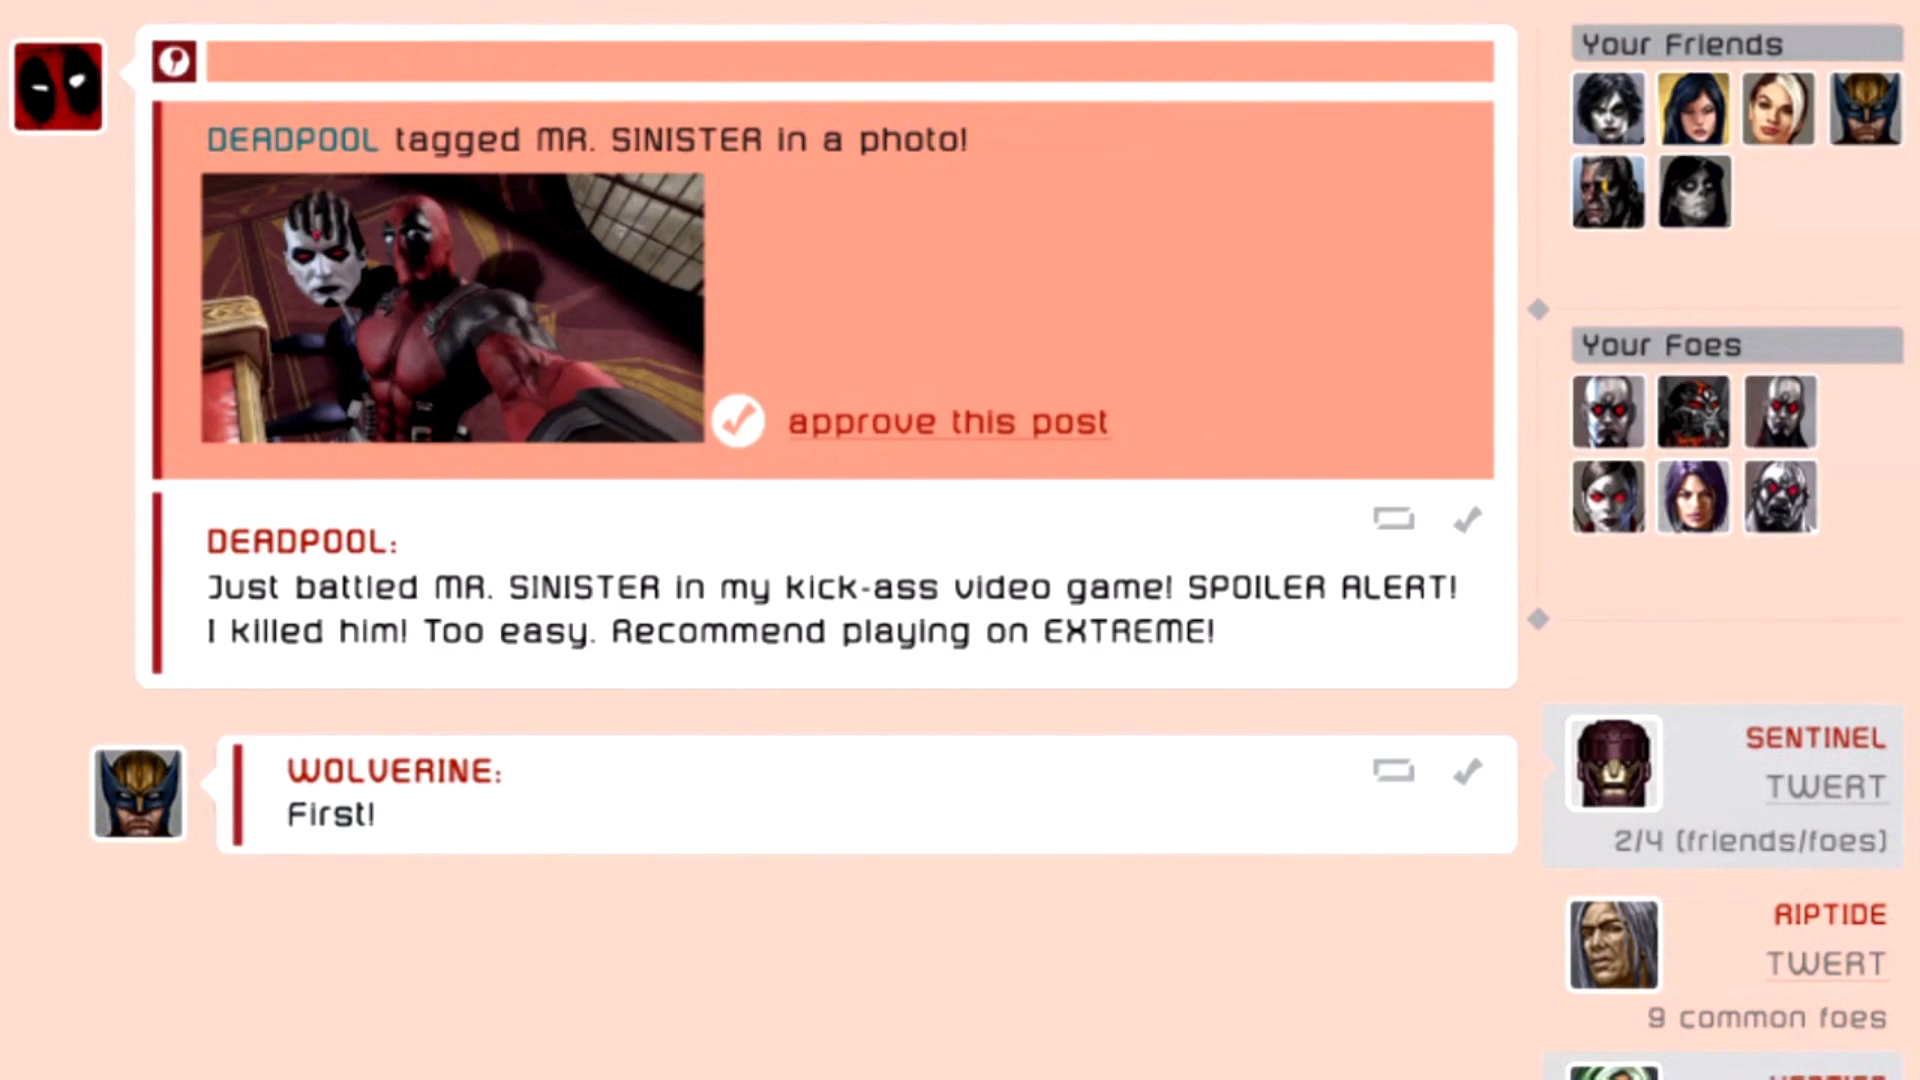 DEADPOOL tagged MR. SINISTER in a photo!
approve this post
DEADPOOL:
Just battled MR. SINISTER in my kick-ass video game! SPOILER ALERT!
I killed him! Too easy. Recommend playing on EXTREME!
WOLVERINE:
First!
Your Friends
Your Foes
SENTINEL
TWERT
2/4 (friends/foes)
RIPTIDE
TWERT
9 common foes